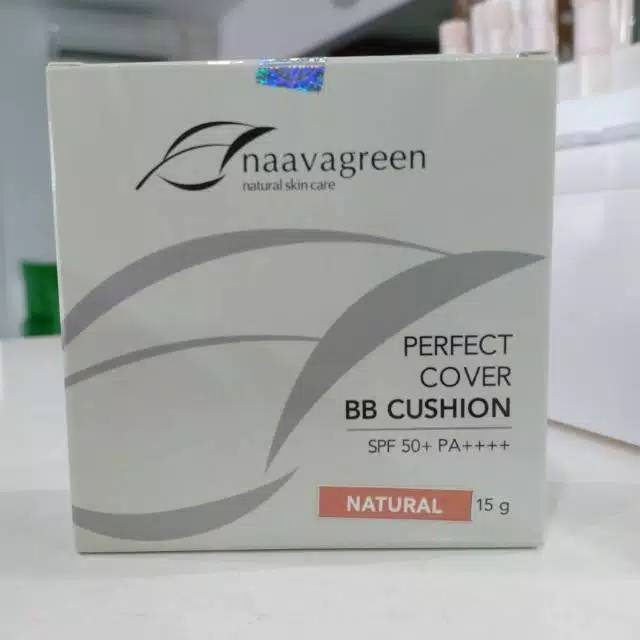 naavagreen
natural skin care
PERFECT
COVER
BB CUSHION
SPF 50+ PA++++
NATURAL 15 g